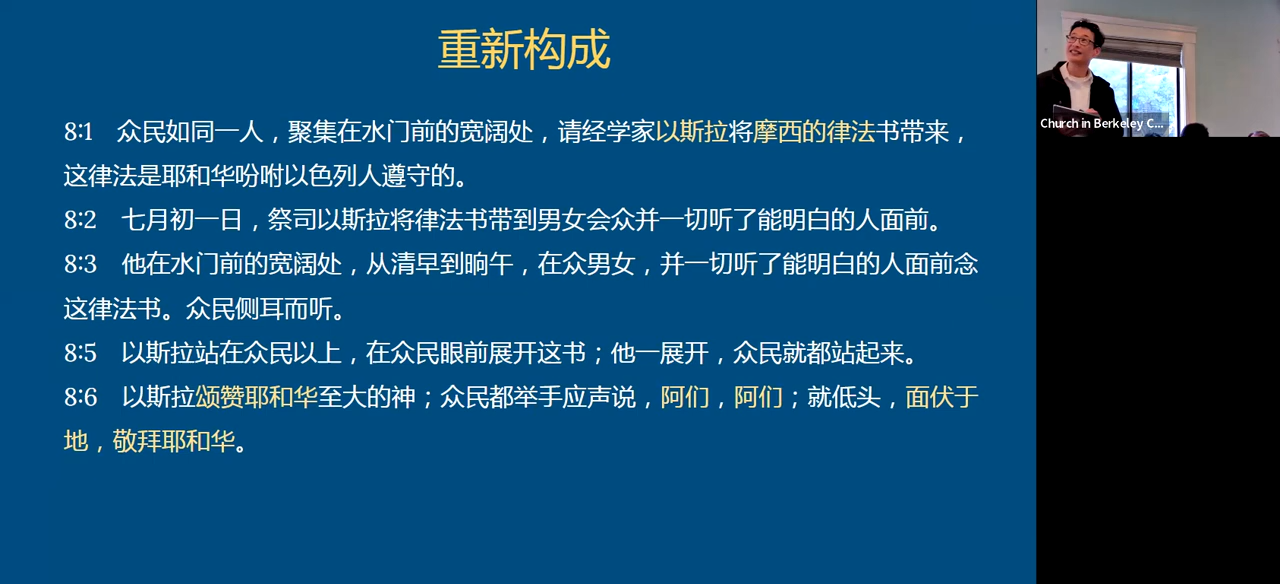 重新构成
8:1 众民如同一人，聚集在水门前的宽阔处，请经学家以斯拉将摩西的律法书带来，
这律法是耶和华吩咐以色列人遵守的。
8:2 七月初一日，祭司以斯拉将律法书带到男女会众并一切听了能明白的人面前。
8:3 他在水门前的宽阔处，从清早到晌午，在众男女，并一切听了能明白的人面前念
这律法书。众民侧耳而听。
8:5 以斯拉站在众民以上，在众民眼前展开这书；他一展开，众民就都站起来。
8:6 以斯拉颂赞耶和华至大的神；众民都举手应声说，阿们，阿们；就低头，面伏于
地，敬拜耶和华。
Church in Berkeley C...